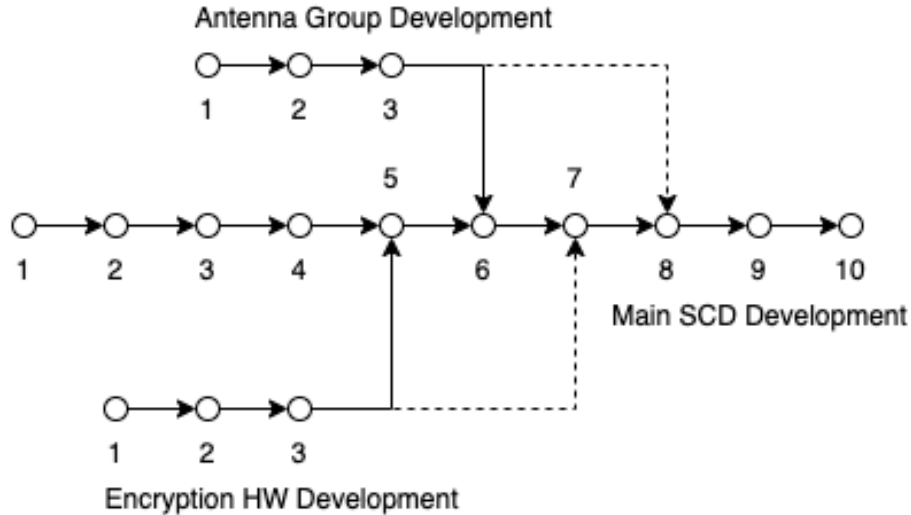 Antenna Group Development
1 2 3
5 7
1 2 3 4 6 8 9 10
Main SCD Development
1 2 3
Encryption HW Development